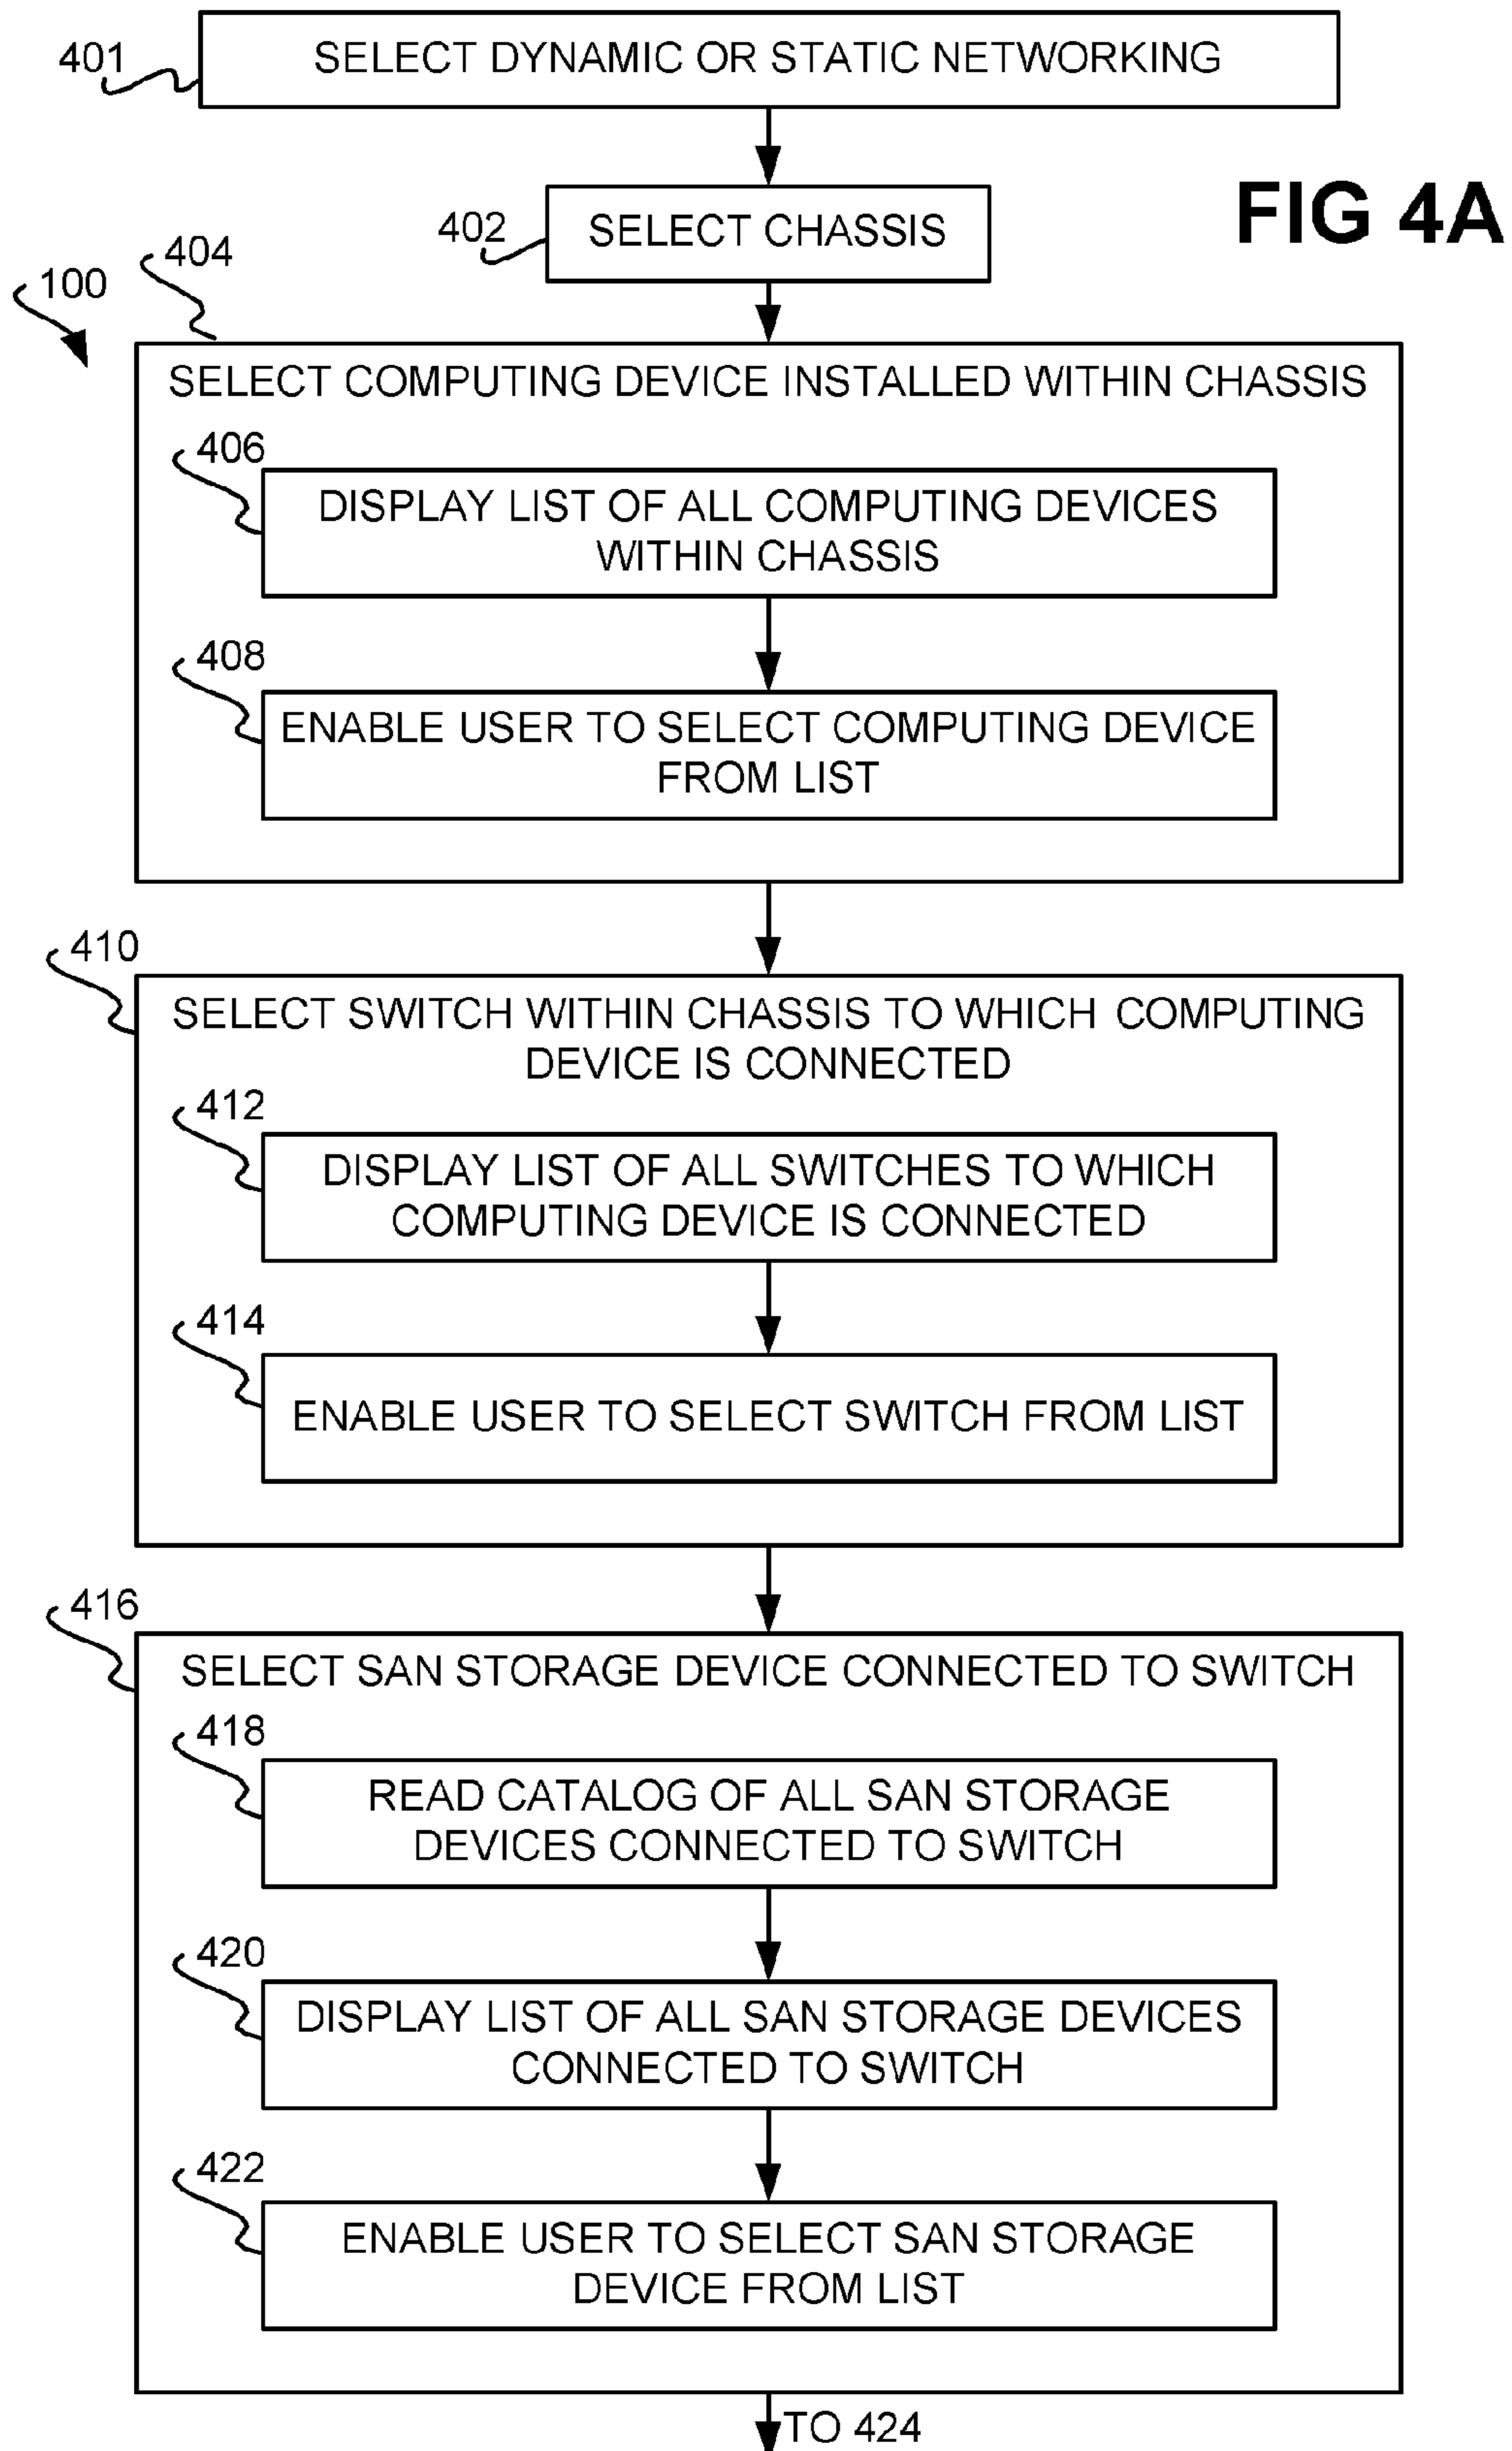 401
SELECT DYNAMIC OR STATIC NETWORKING
FIG 4A
402
SELECT CHASSIS
404
100
SELECT COMPUTING DEVICE INSTALLED WITHIN CHASSIS
406
DISPLAY LIST OF ALL COMPUTING DEVICES
WITHIN CHASSIS
408
ENABLE USER TO SELECT COMPUTING DEVICE
FROM LIST
410
SELECT SWITCH WITHIN CHASSIS TO WHICH COMPUTING
DEVICE IS CONNECTED
412
DISPLAY LIST OF ALL SWITCHES TO WHICH
COMPUTING DEVICE IS CONNECTED
414
ENABLE USER TO SELECT SWITCH FROM LIST
416
SELECT SAN STORAGE DEVICE CONNECTED TO SWITCH
418
READ CATALOG OF ALL SAN STORAGE
DEVICES CONNECTED TO SWITCH
420
DISPLAY LIST OF ALL SAN STORAGE DEVICES
CONNECTED TO SWITCH
422
ENABLE USER TO SELECT SAN STORAGE
DEVICE FROM LIST
TO 424